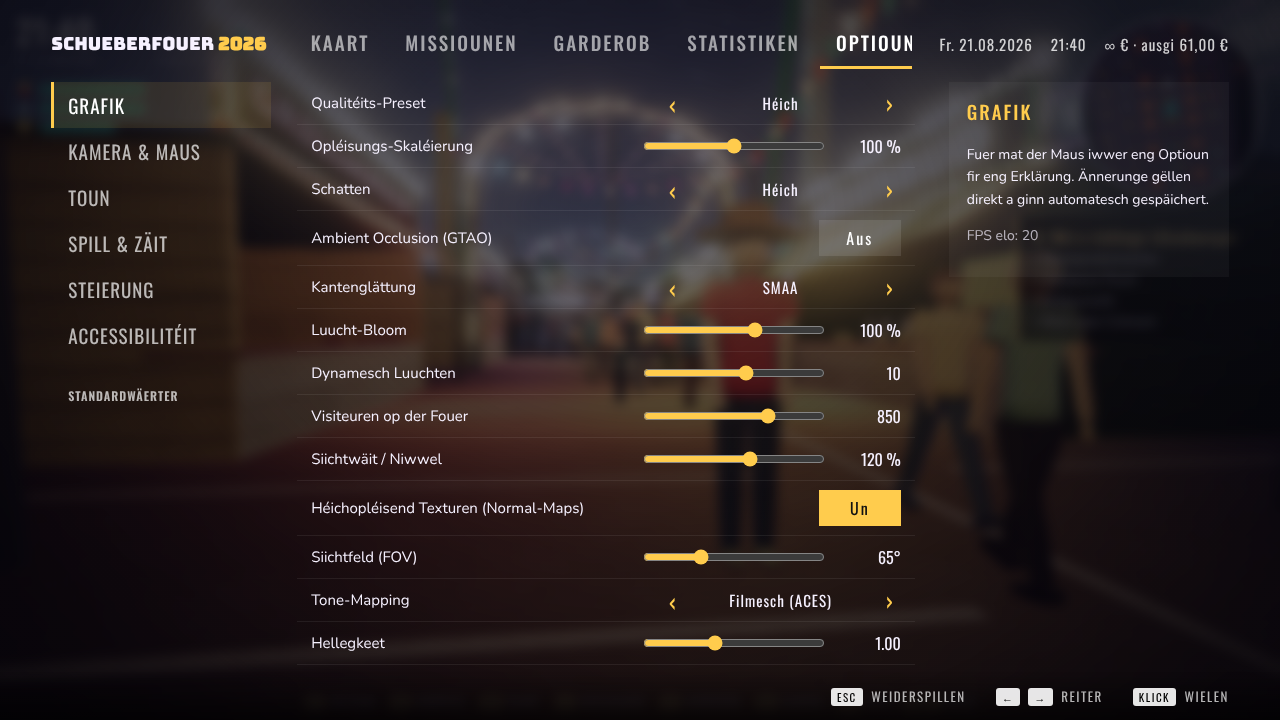 SCHUEBERFOUER 2026
KAART MISSIOUNEN GARDEROB STATISTIKEN OPTIOUN
Fr. 21.08.2026 21:40 ∞ € · ausgi 61,00 €
GRAFIK
KAMERA & MAUS
TOUN
SPILL & ZÄIT
STEIERUNG
ACCESSIBILITÉIT
STANDARDWÄERTER
Qualitéits-Preset ‹ Héich ›
Opléisungs-Skaléierung 100 %
Schatten ‹ Héich ›
Ambient Occlusion (GTAO) Aus
Kantenglättung ‹ SMAA ›
Luucht-Bloom 100 %
Dynamesch Luuchten 10
Visiteuren op der Fouer 850
Siichtwäit / Niwwel 120 %
Héichopléisend Texturen (Normal-Maps) Un
Siichtfeld (FOV) 65°
Tone-Mapping ‹ Filmesch (ACES) ›
Hellegkeet 1.00
GRAFIK
Fuer mat der Maus iwwer eng Optioun
fir eng Erklärung. Ännerunge gëllen
direkt a ginn automatesch gespäichert.
FPS elo: 20
ESC WEIDERSPILLEN ← → REITER KLICK WIELEN